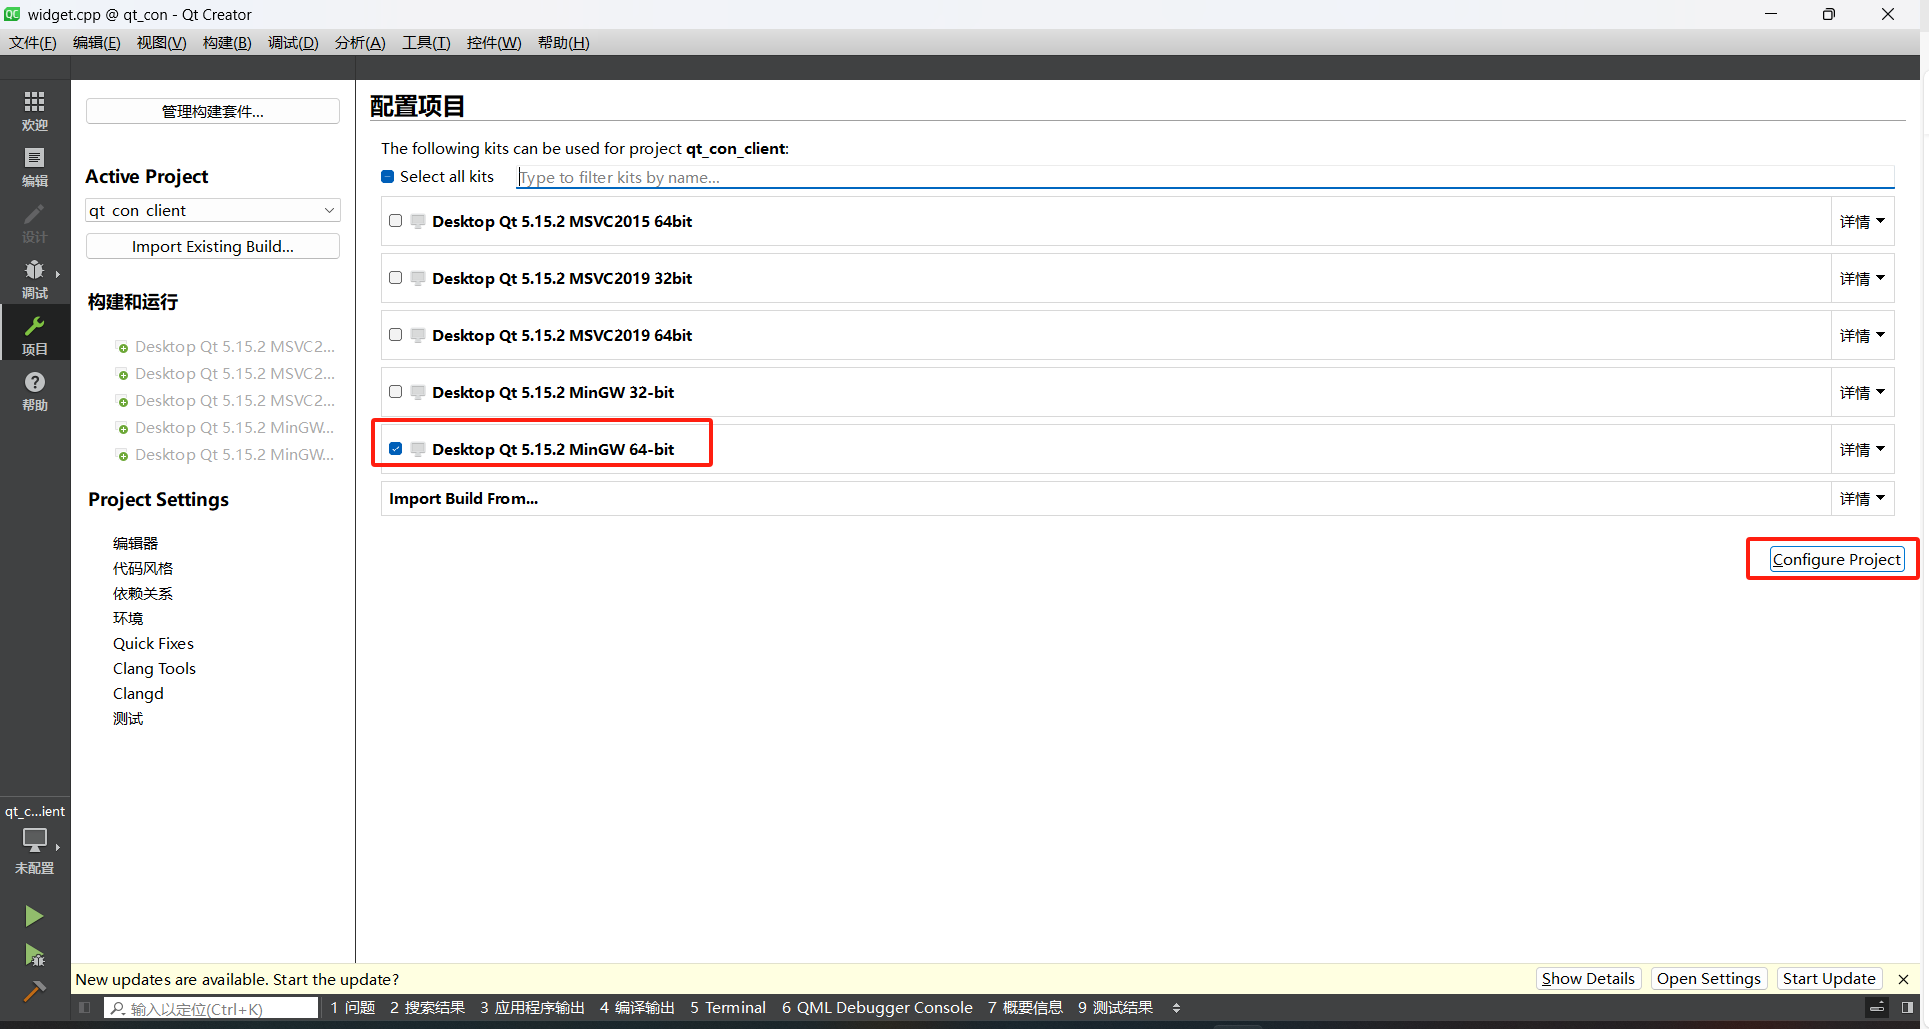 widget.cpp @ qt_con - Qt Creator
文件(F) 编辑(E) 视图(V) 构建(B) 调试(D) 分析(A) 工具(T) 控件(W) 帮助(H)
欢迎
编辑
设计
调试
项目
帮助
管理构建套件...
Active Project
qt_con_client
Import Existing Build...
构建和运行
Desktop Qt 5.15.2 MSVC2...
Desktop Qt 5.15.2 MSVC2...
Desktop Qt 5.15.2 MSVC2...
Desktop Qt 5.15.2 MinGW...
Desktop Qt 5.15.2 MinGW...
Project Settings
编辑器
代码风格
依赖关系
环境
Quick Fixes
Clang Tools
Clangd
测试
配置项目
The following kits can be used for project qt_con_client:
Select all kits Type to filter kits by name...
Desktop Qt 5.15.2 MSVC2015 64bit 详情
Desktop Qt 5.15.2 MSVC2019 32bit 详情
Desktop Qt 5.15.2 MSVC2019 64bit 详情
Desktop Qt 5.15.2 MinGW 32-bit 详情
Desktop Qt 5.15.2 MinGW 64-bit 详情
Import Build From... 详情
Configure Project
qt_c...ient
未配置
New updates are available. Start the update? Show Details Open Settings Start Update
输入以定位(Ctrl+K) 1 问题 2 搜索结果 3 应用程序输出 4 编译输出 5 Terminal 6 QML Debugger Console 7 概要信息 9 测试结果